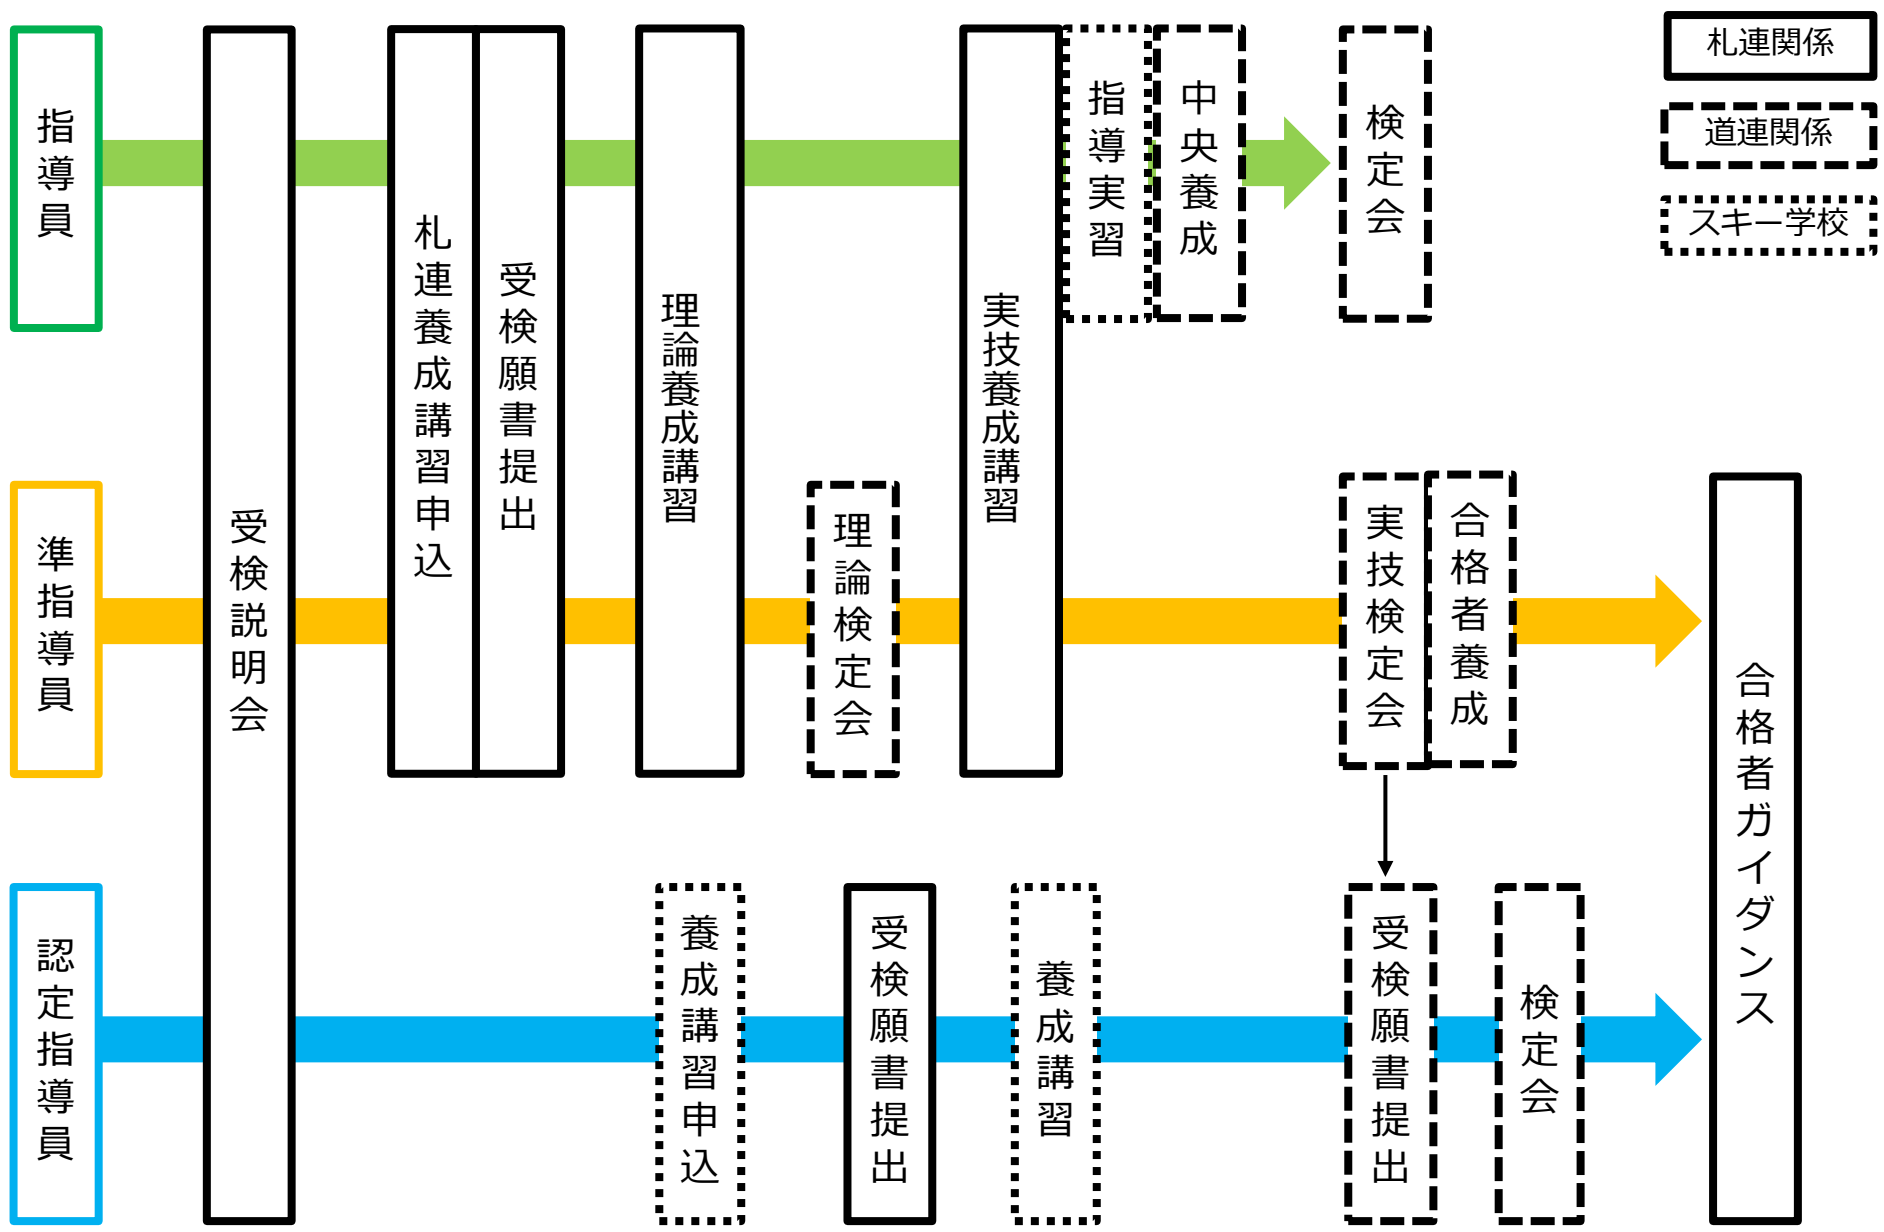 指導員
準指導員
認定指導員
受検説明会
札連養成講習申込
受検願書提出
理論養成講習
理論検定会
実技養成講習
指導実習
中央養成
検定会
実技検定会
合格者養成
養成講習申込
受検願書提出
養成講習
受検願書提出
検定会
合格者ガイダンス
札連関係
道連関係
スキー学校